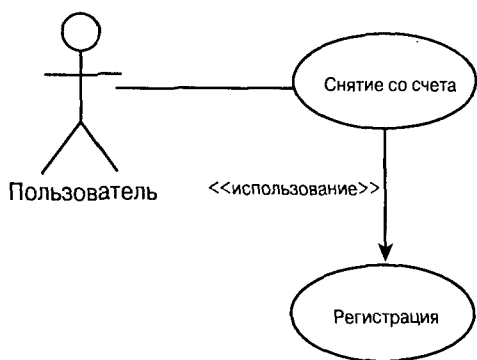 Снятие со счета
Пользователь
<<использование>>
Регистрация